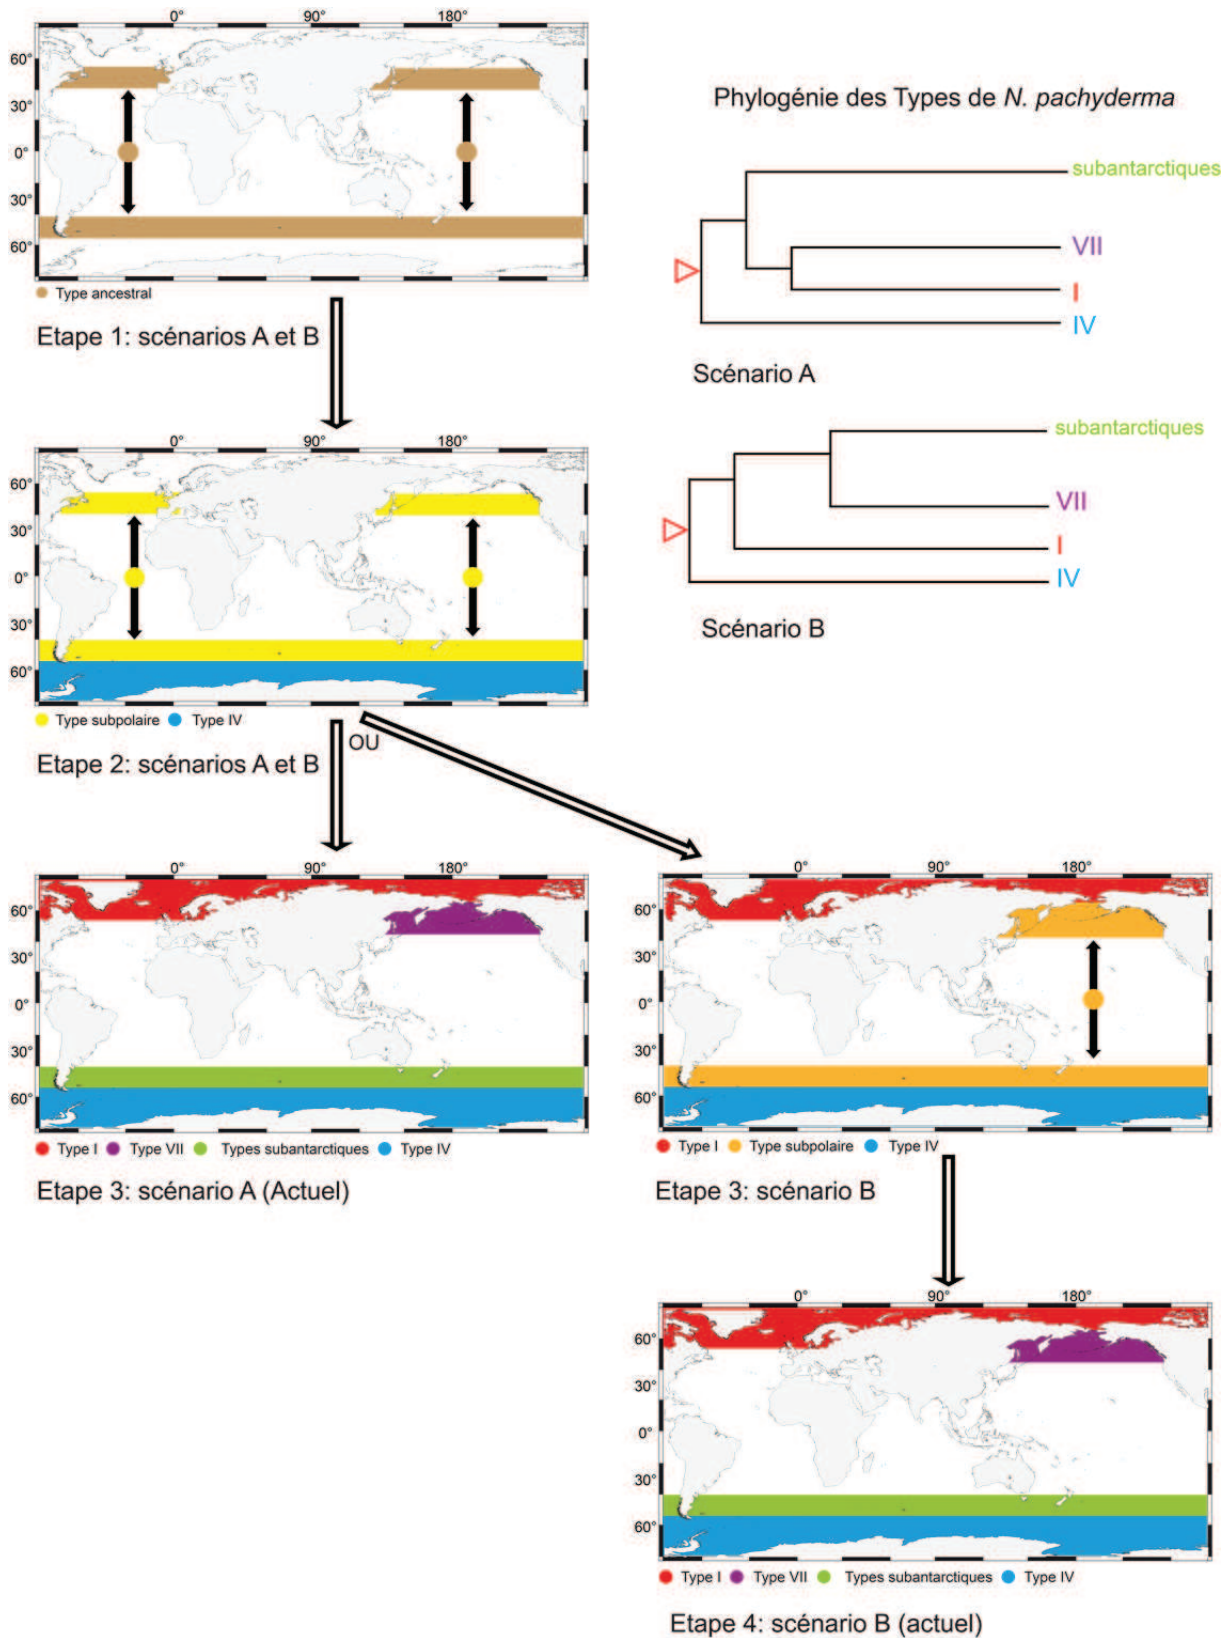 0° 90° 180°
60°
30°
0°
30°
60°
Type ancestral
Etape 1: scénarios A et B
Phylogénie des Types de N. pachyderma
subantarctiques
VII
I
IV
Scénario A
subantarctiques
VII
I
IV
Scénario B
0° 90° 180°
60°
30°
0°
30°
60°
Type subpolaire Type IV
Etape 2: scénarios A et B
OU
0° 90° 180°
60°
30°
0°
30°
60°
Type I Type VII Types subantarctiques Type IV
Etape 3: scénario A (Actuel)
0° 90° 180°
60°
30°
0°
30°
60°
Type I Type subpolaire Type IV
Etape 3: scénario B
0° 90° 180°
60°
30°
0°
30°
60°
Type I Type VII Types subantarctiques Type IV
Etape 4: scénario B (actuel)